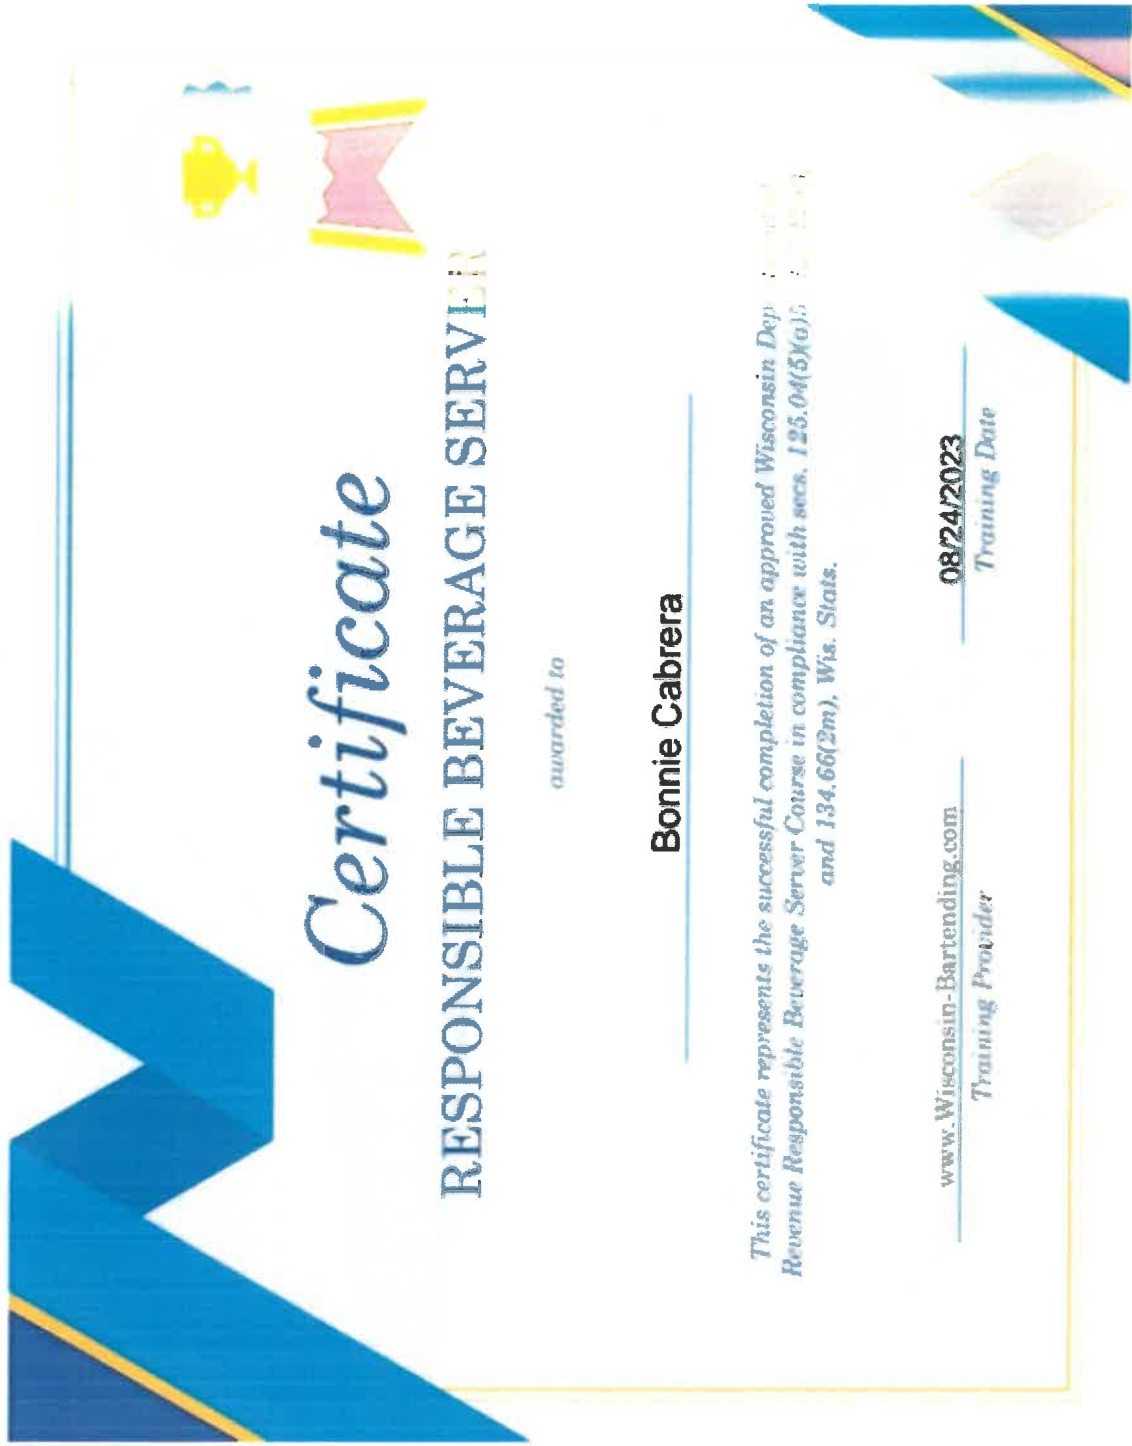 Certificate
RESPONSIBLE BEVERAGE SERVER
awarded to
Bonnie Cabrera
This certificate represents the successful completion of an approved Wisconsin
Revenue Responsible Beverage Server Course in compliance with secs. 125.04(5)(a)5
and 134.66(2m), Wis. Stats.
www.Wisconsin-Bartending.com
08/24/2023
Training Provider
Training Date